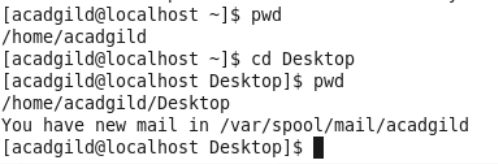 [acadgild@localhost ~]$ pwd
/home/acadgild
[acadgild@localhost ~]$ cd Desktop
[acadgild@localhost Desktop]$ pwd
/home/acadgild/Desktop
You have new mail in /var/spool/mail/acadgild
[acadgild@localhost Desktop]$